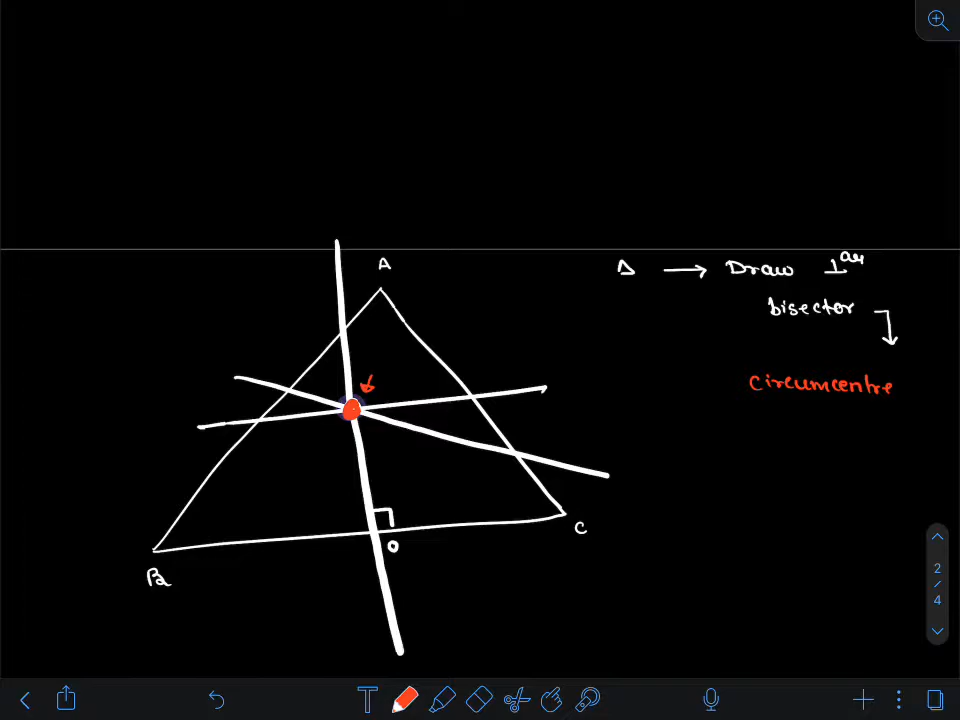 A
Δ → Draw ⊥ar
bisector
circumcentre
C
O
B
2
/
4
T